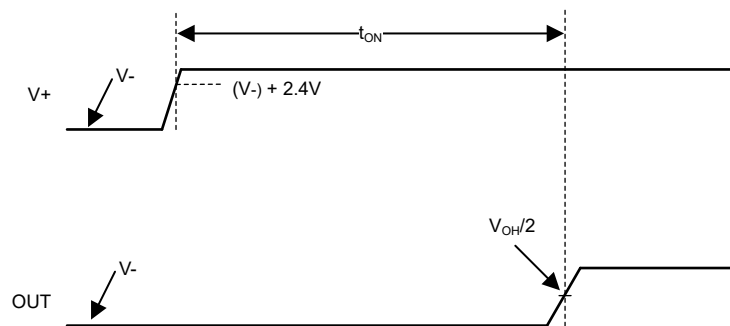 tON
V+
V-
(V-) + 2.4V
VOH/2
V-
OUT